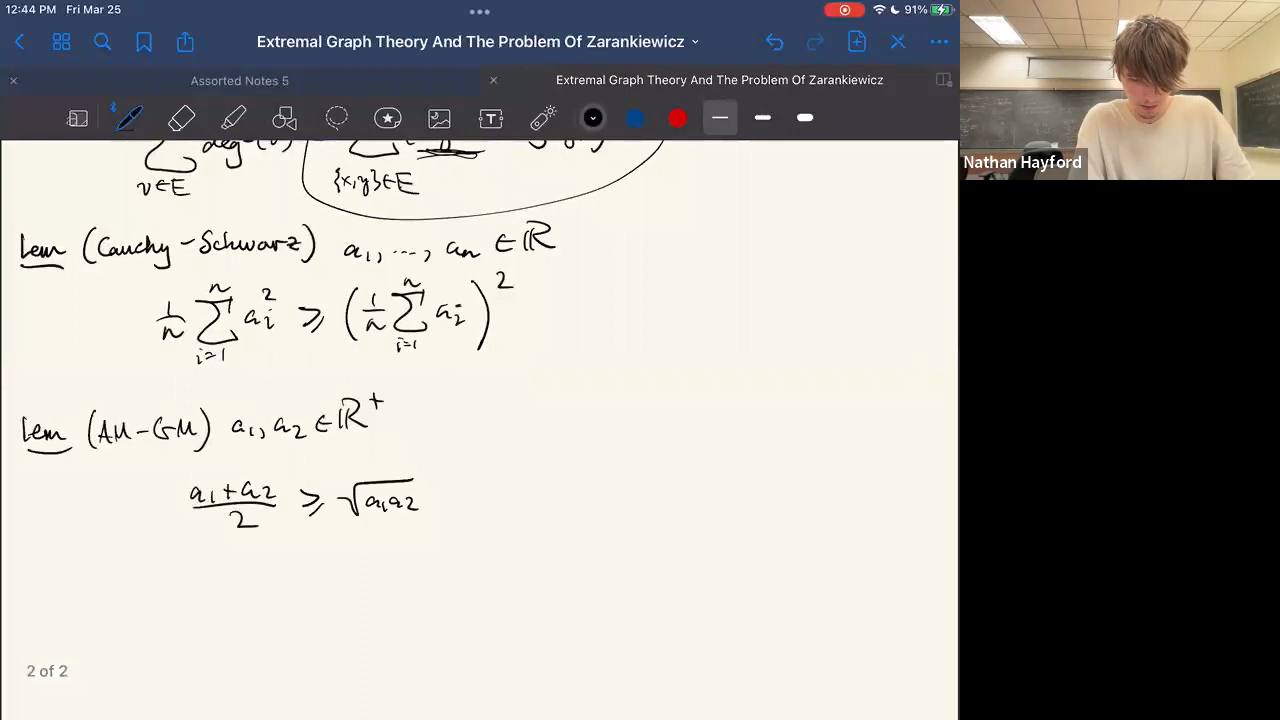 12:44 PM Fri Mar 25
91%
Extremal Graph Theory And The Problem Of Zarankiewicz
Assorted Notes 5
Extremal Graph Theory And The Problem Of Zarankiewicz
Nathan Hayford
v∈E
{x,y}∈E
Lem (Cauchy-Schwarz) a₁, ..., aₙ ∈ ℝ
1/n ∑ᵢ₌₁ⁿ aᵢ² ≥ (1/n ∑ᵢ₌₁ⁿ aᵢ)²
Lem (AM-GM) a₁, a₂ ∈ ℝ⁺
(a₁+a₂)/2 ≥ √(a₁a₂)
2 of 2